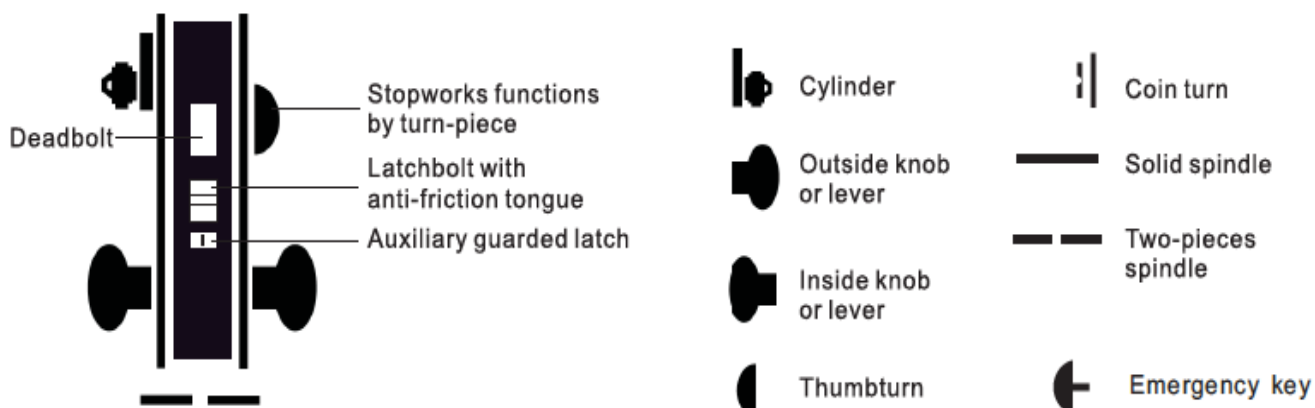 Deadbolt
Stopworks functions
by turn-piece
Latchbolt with
anti-friction tongue
Auxiliary guarded latch
Cylinder
Outside knob
or lever
Inside knob
or lever
Thumbturn
Coin turn
Solid spindle
Two-pieces
spindle
Emergency key